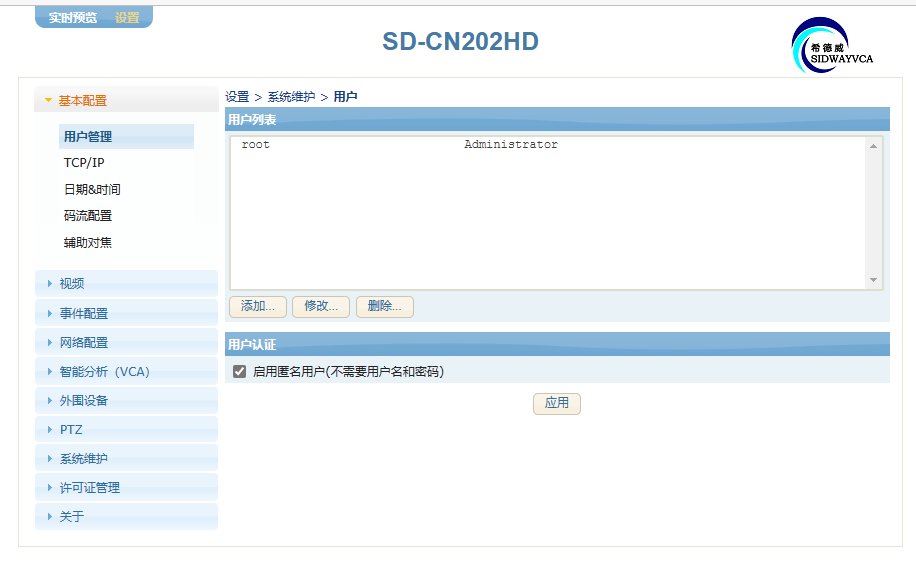 实时预览 设置
SD-CN202HD
希德威
SIDWAYVCA
基本配置
用户管理
TCP/IP
日期&时间
码流配置
辅助对焦
视频
事件配置
网络配置
智能分析（VCA）
外围设备
PTZ
系统维护
许可证管理
关于
设置 > 系统维护 > 用户
用户列表
root Administrator
添加... 修改... 删除...
用户认证
启用匿名用户(不需要用户名和密码)
应用